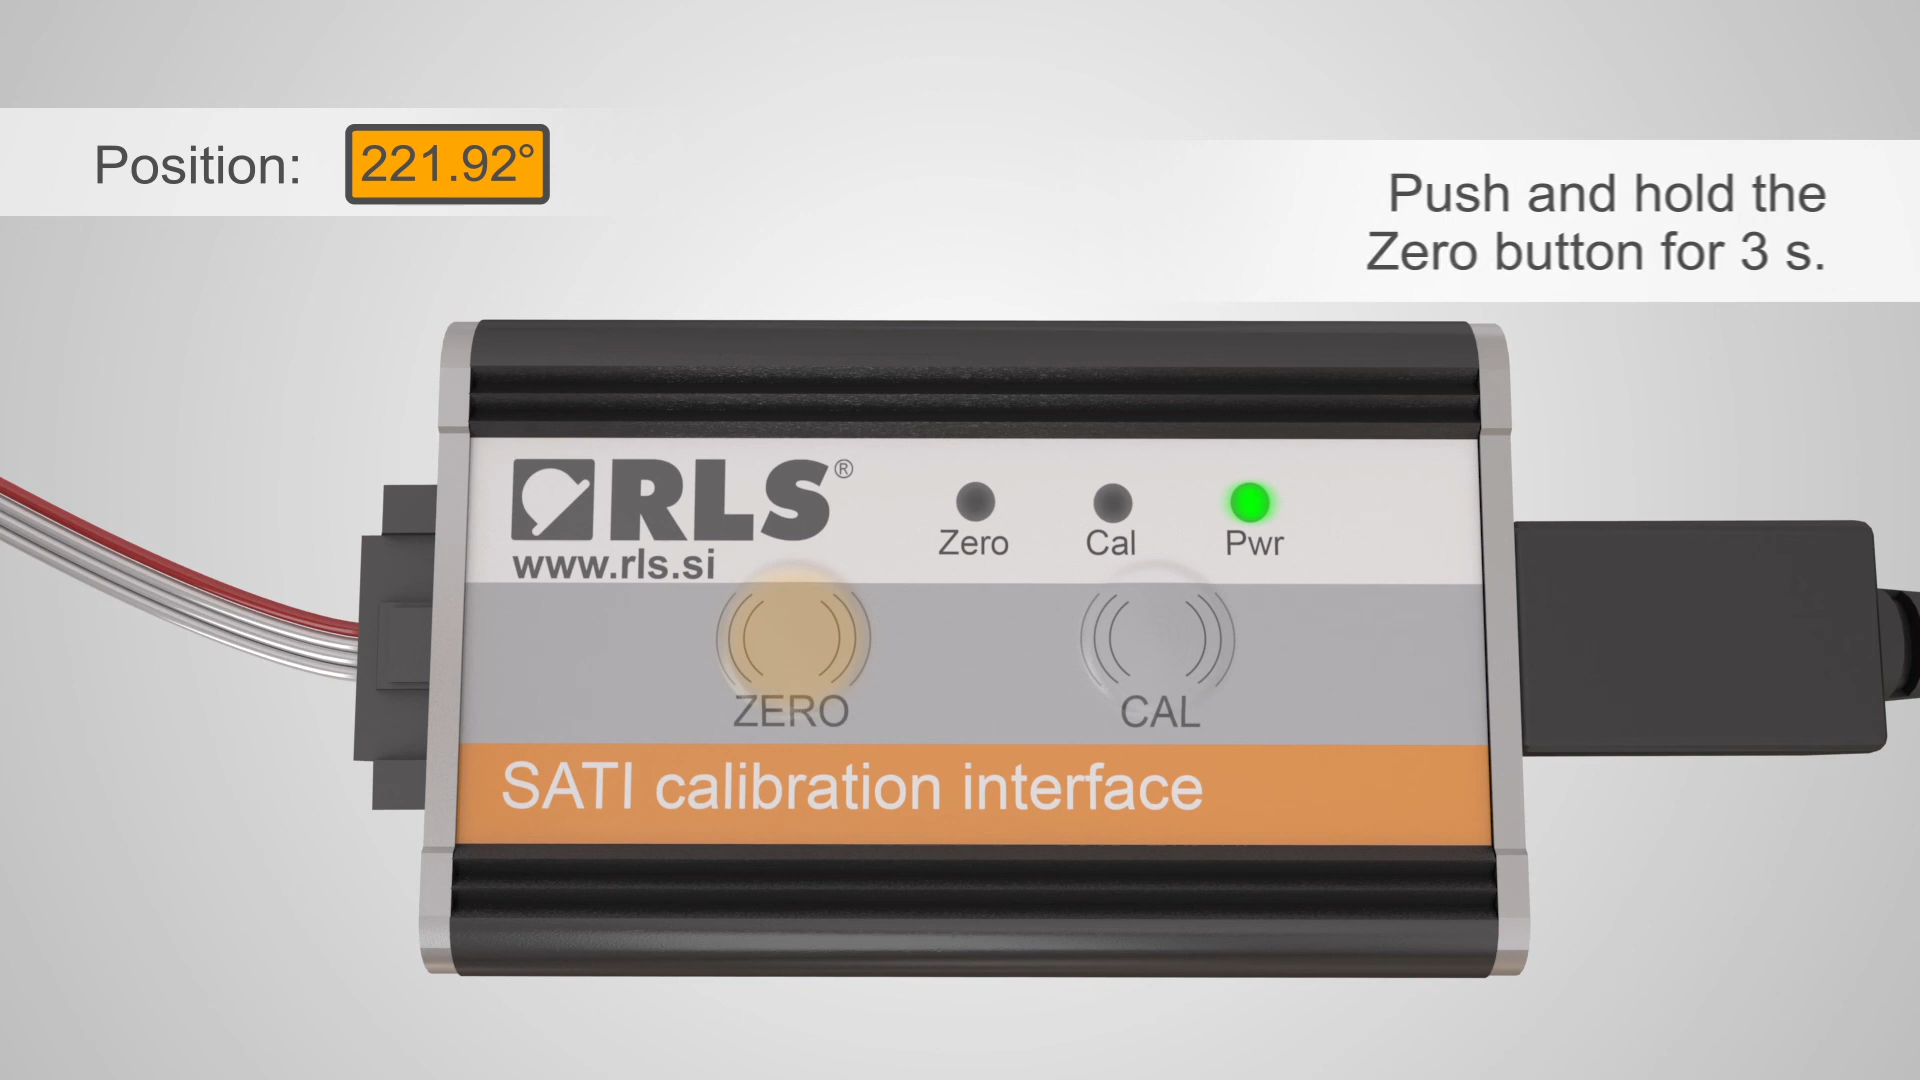 Position: 221.92°
Push and hold the
Zero button for 3 s.
RLS®
www.rls.si
Zero Cal Pwr
ZERO CAL
SATI calibration interface